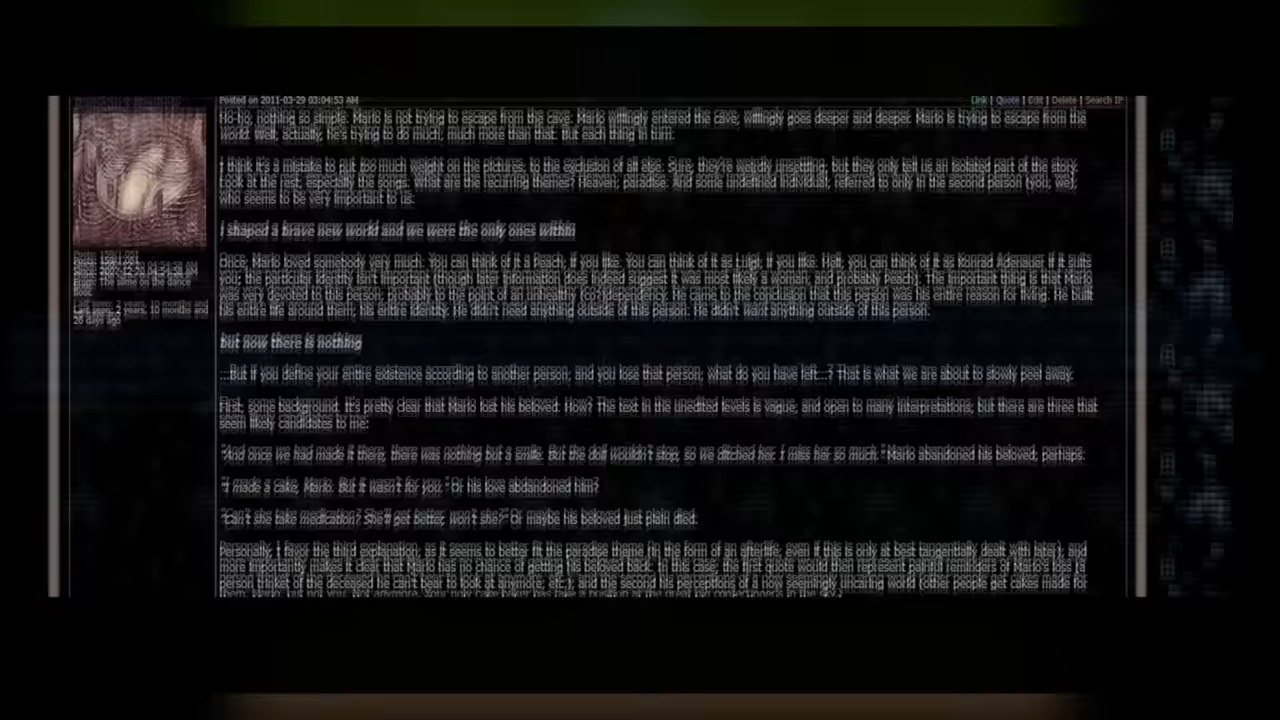 Posted on 2011-03-29 03:04:53 AM
Link | Quote | Edit | Delete | Search IP
Ho-ho, nothing so simple. Mario is not trying to escape from the cave. Mario willingly entered the cave, willingly goes deeper and deeper. Mario is trying to escape from the
world. Well, actually, he's trying to do much, much more than that. But each thing in turn.
I think it's a mistake to put too much weight on the pictures, to the exclusion of all else. Sure, they're weirdly unsettling, but they only tell us an isolated part of the story.
Look at the rest, especially the songs. What are the recurring themes? Heaven, paradise. And some undefined individual, referred to only in the second person (you, we),
who seems to be very important to us.
I shaped a brave new world and we were the only ones within
Once, Mario loved somebody very much. You can think of it a Peach, if you like. You can think of it as Luigi, if you like. Hell, you can think of it as Konrad Adenauer if it suits
you; the particular identity isn't important (though later information does indeed suggest it was most likely a woman, and probably Peach). The important thing is that Mario
was very devoted to this person, probably to the point of an unhealthy (co?)dependency. He came to the conclusion that this person was his entire reason for living. He built
his entire life around them, his entire identity. He didn't need anything outside of this person. He didn't want anything outside of this person.
but now there is nothing
...But if you define your entire existence according to another person, and you lose that person, what do you have left...? That is what we are about to slowly peel away.
First, some background. It's pretty clear that Mario lost his beloved. How? The text in the unedited levels is vague, and open to many interpretations, but there are three that
seem likely candidates to me:
"And once we had made it there, there was nothing but a smile. But the doll wouldn't stop, so we ditched her. I miss her so much." Mario abandoned his beloved, perhaps.
"I made a cake, Mario. But it wasn't for you." Or his love abdandoned him?
"Can't she take medication? She'll get better, won't she?" Or maybe his beloved just plain died.
Personally, I favor the third explanation, as it seems to better fit the paradise theme (in the form of an afterlife, even if this is only at best tangentially dealt with later), and
more importantly makes it clear that Mario has no chance of getting his beloved back. In this case, the first quote would then represent painful reminders of Mario's loss (a
person thinket of the deceased he can't bear to look at anymore, etc.), and the second his perceptions of a now seemingly uncaring world (other people get cakes made for
From: The slime on the dance
floor.
Last seen: 2 years, 10 months and
26 days ago